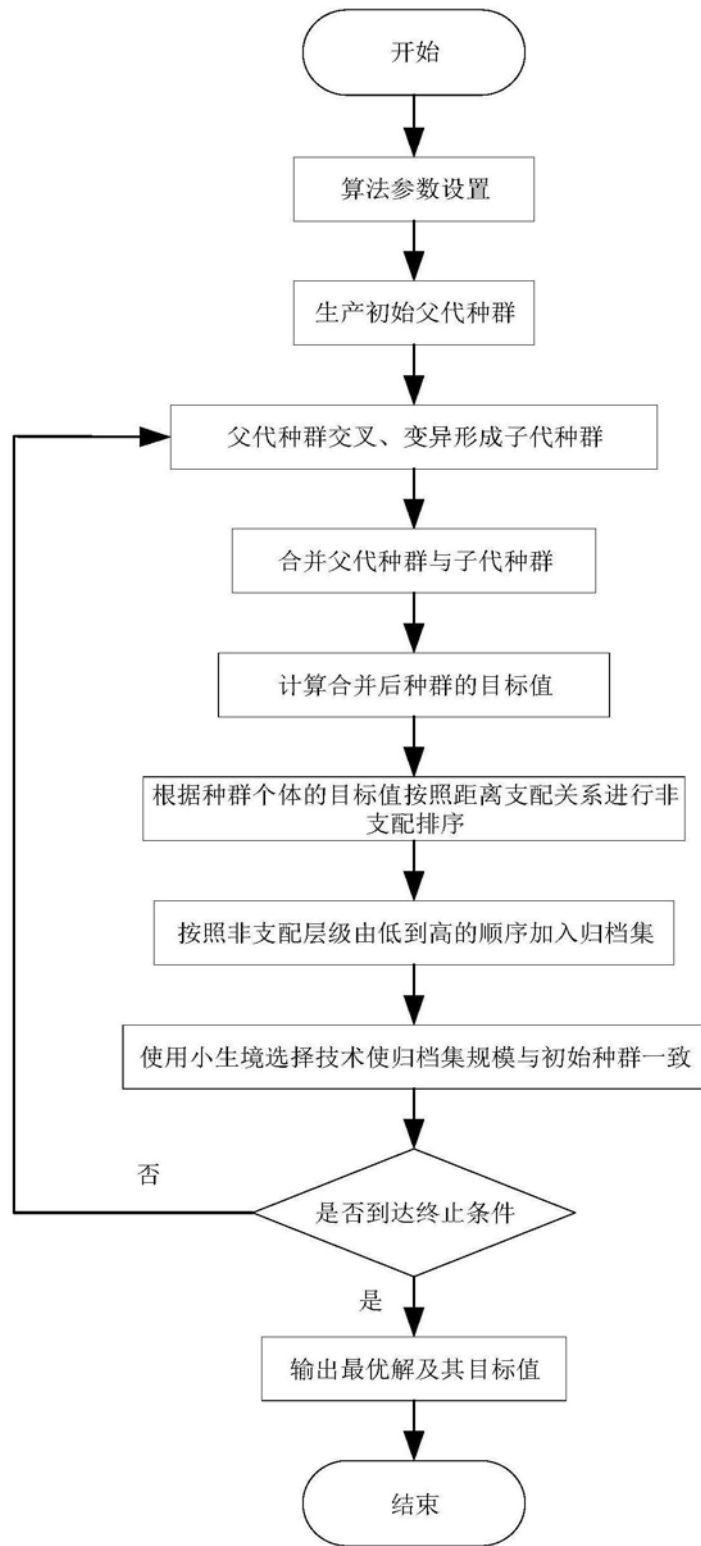 开始
算法参数设置
生产初始父代种群
父代种群交叉、变异形成子代种群
合并父代种群与子代种群
计算合并后种群的目标值
根据种群个体的目标值按照距离支配关系进行非
支配排序
按照非支配层级由低到高的顺序加入归档集
使用小生境选择技术使归档集规模与初始种群一致
否
是否到达终止条件
是
输出最优解及其目标值
结束